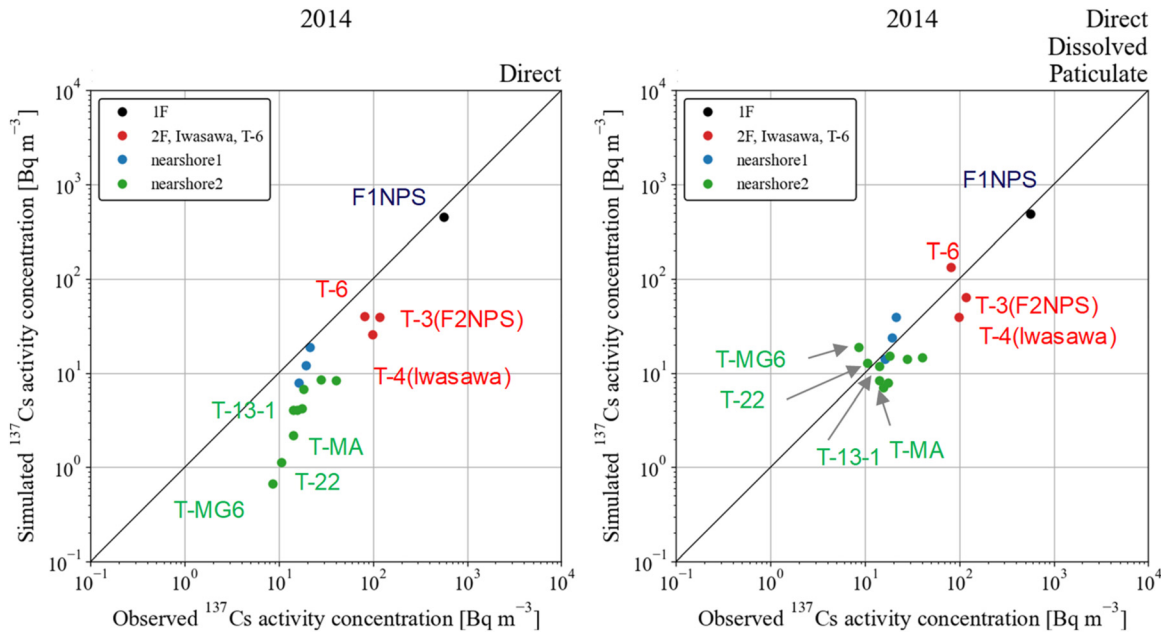 2014
Direct
Simulated ¹³⁷Cs activity concentration [Bq m⁻³]
10⁴
10³
10²
10¹
10⁰
10⁻¹
1F
2F, Iwasawa, T-6
nearshore1
nearshore2
F1NPS
T-6
T-3(F2NPS)
T-4(Iwasawa)
T-13-1
T-MA
T-22
T-MG6
10⁻¹ 10⁰ 10¹ 10² 10³ 10⁴
Observed ¹³⁷Cs activity concentration [Bq m⁻³]
2014
Direct
Dissolved
Paticulate
Simulated ¹³⁷Cs activity concentration [Bq m⁻³]
10⁴
10³
10²
10¹
10⁰
10⁻¹
1F
2F, Iwasawa, T-6
nearshore1
nearshore2
F1NPS
T-6
T-3(F2NPS)
T-4(Iwasawa)
T-MG6
T-22
T-13-1
T-MA
10⁻¹ 10⁰ 10¹ 10² 10³ 10⁴
Observed ¹³⁷Cs activity concentration [Bq m⁻³]